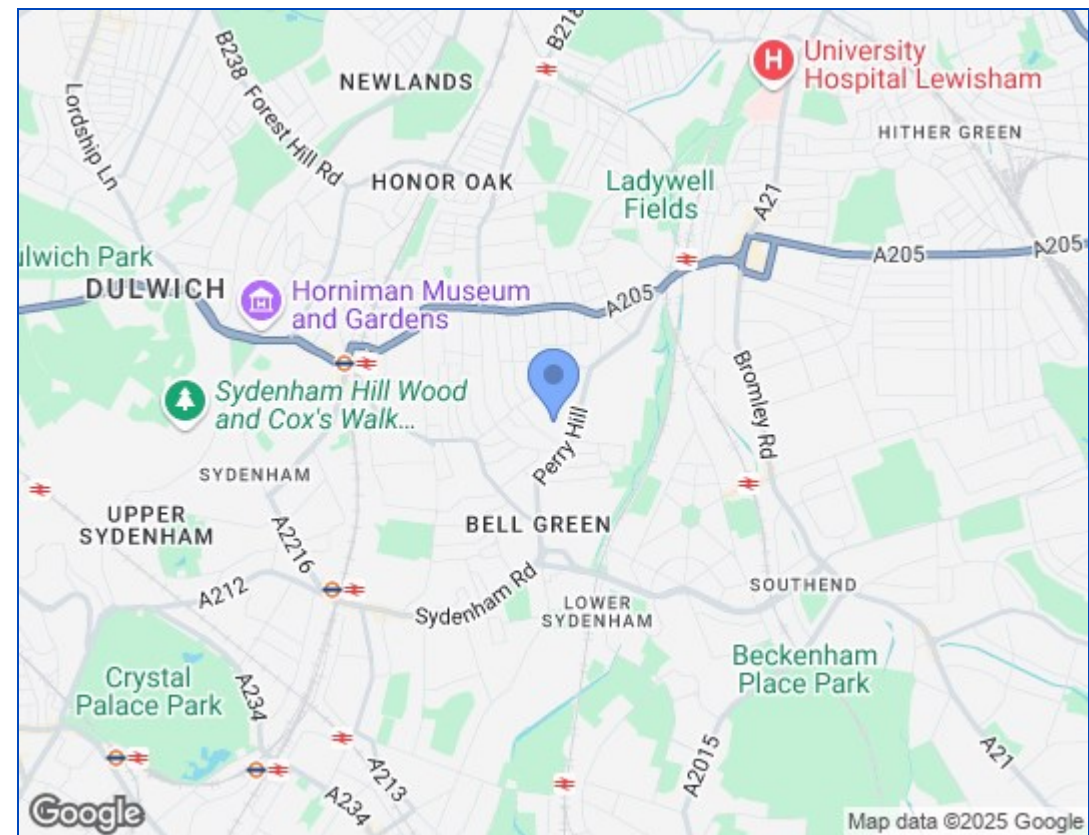 B218
University
Hospital Lewisham
H
B238
Forest Hill Rd
NEWLANDS
Lordship Ln
HITHER GREEN
HONOR OAK
Ladywell
Fields
A21
ulwich Park
DULWICH
Horniman Museum
and Gardens
A205
A205
A205
Sydenham Hill Wood
and Cox's Walk...
Perry Hill
Bromley Rd
SYDENHAM
UPPER
SYDENHAM
BELL GREEN
A2216
A212
Sydenham Rd
LOWER
SYDENHAM
SOUTHEND
Crystal
Palace Park
A234
Beckenham
Place Park
A213
A234
A2015
A21
Google
Map data ©2025 Google